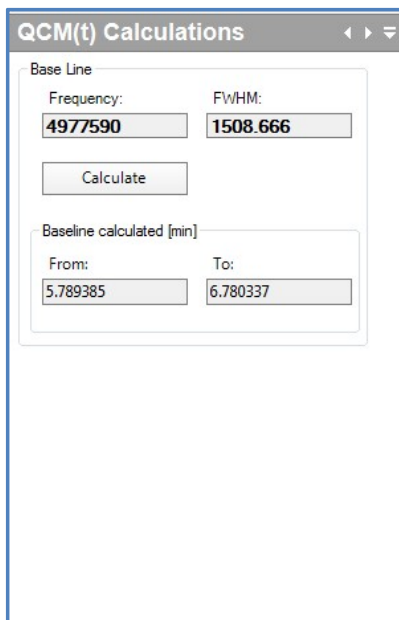 QCM(t) Calculations
Base Line
Frequency: FWHM:
4977590 1508.666
Calculate
Baseline calculated [min]
From: To:
5.789385 6.780337